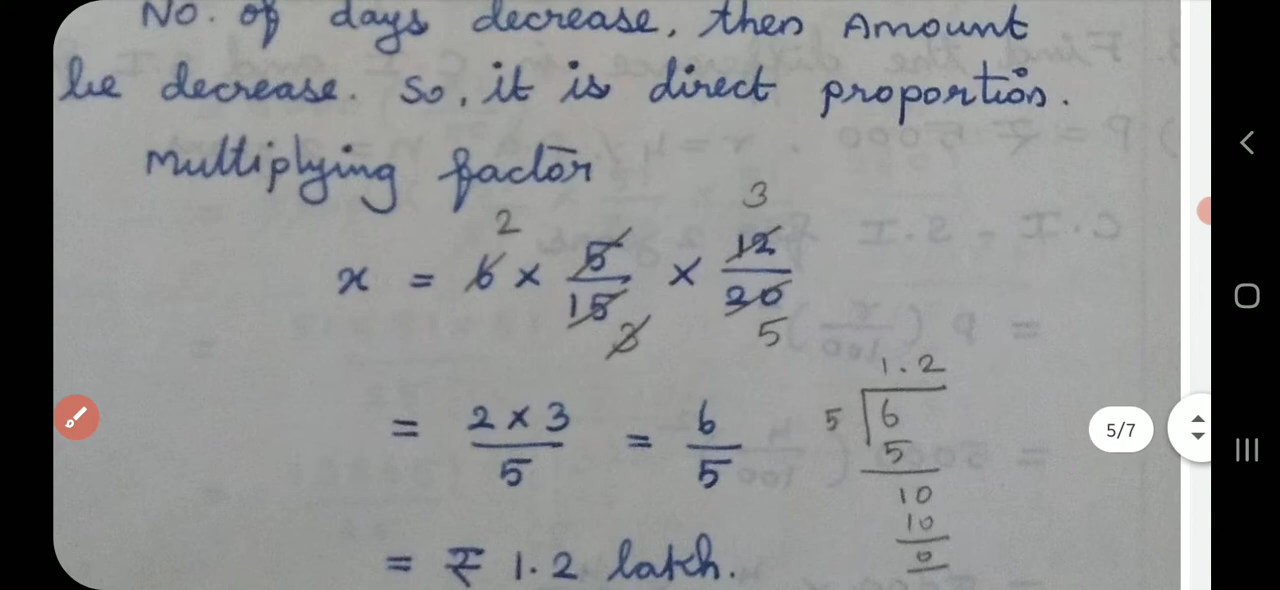 No. of days decrease, then Amount
be decrease. So, it is direct proportion.
Multiplying factor
2 3
x = 6 × 5/15 × 12/20
3 5
= 2 × 3/5 = 6/5
1.2
5 6
5
10
10
0
= ₹ 1.2 lakh.
5/7